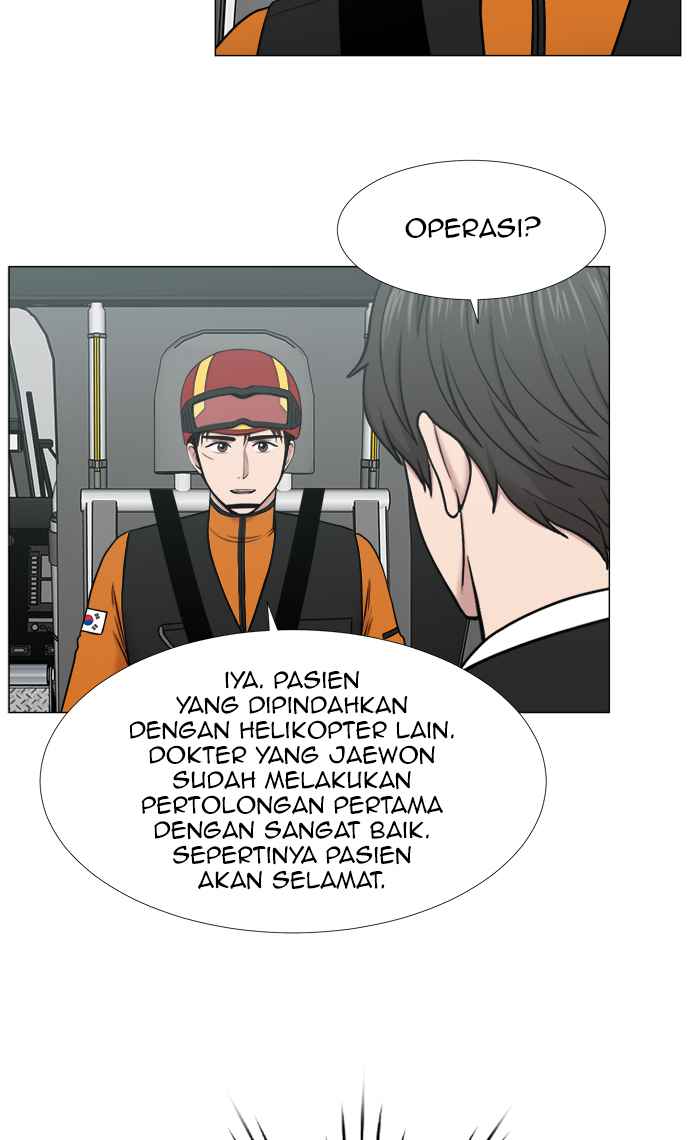 OPERASI?
IYA. PASIEN
YANG DIPINDAHKAN
DENGAN HELIKOPTER LAIN.
DOKTER YANG JAEWON
SUDAH MELAKUKAN
PERTOLONGAN PERTAMA
DENGAN SANGAT BAIK.
SEPERTINYA PASIEN
AKAN SELAMAT.